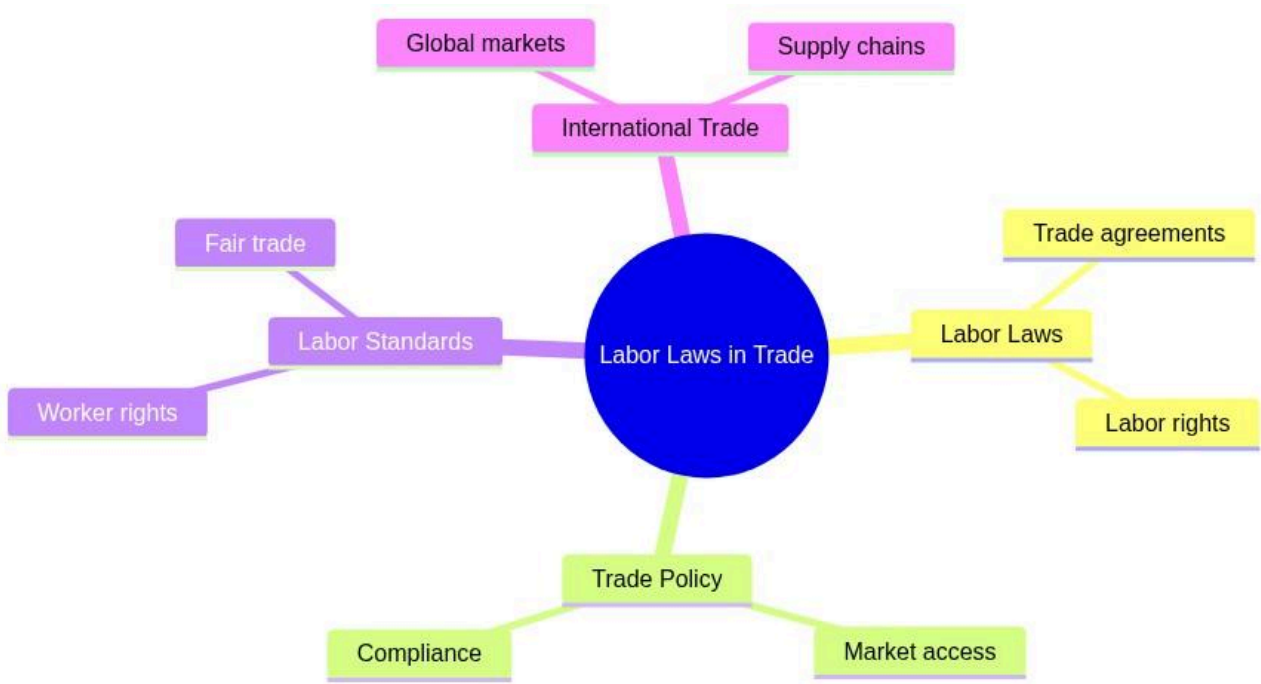 Global markets
Supply chains
International Trade
Fair trade
Trade agreements
Labor Standards
Labor Laws in Trade
Labor Laws
Worker rights
Labor rights
Trade Policy
Compliance
Market access